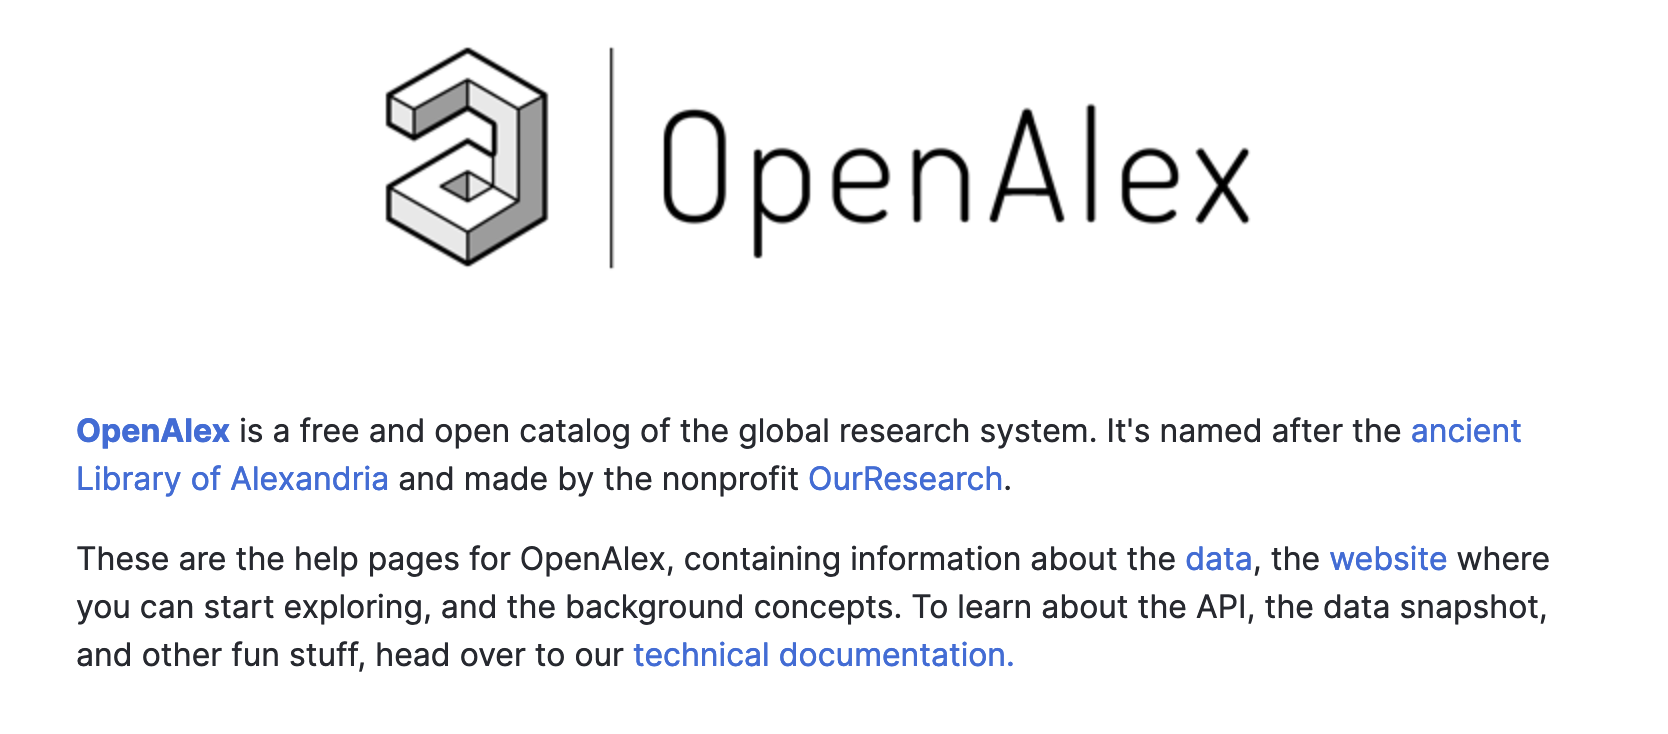 OpenAlex
OpenAlex is a free and open catalog of the global research system. It's named after the ancient
Library of Alexandria and made by the nonprofit OurResearch.
These are the help pages for OpenAlex, containing information about the data, the website where
you can start exploring, and the background concepts. To learn about the API, the data snapshot,
and other fun stuff, head over to our technical documentation.